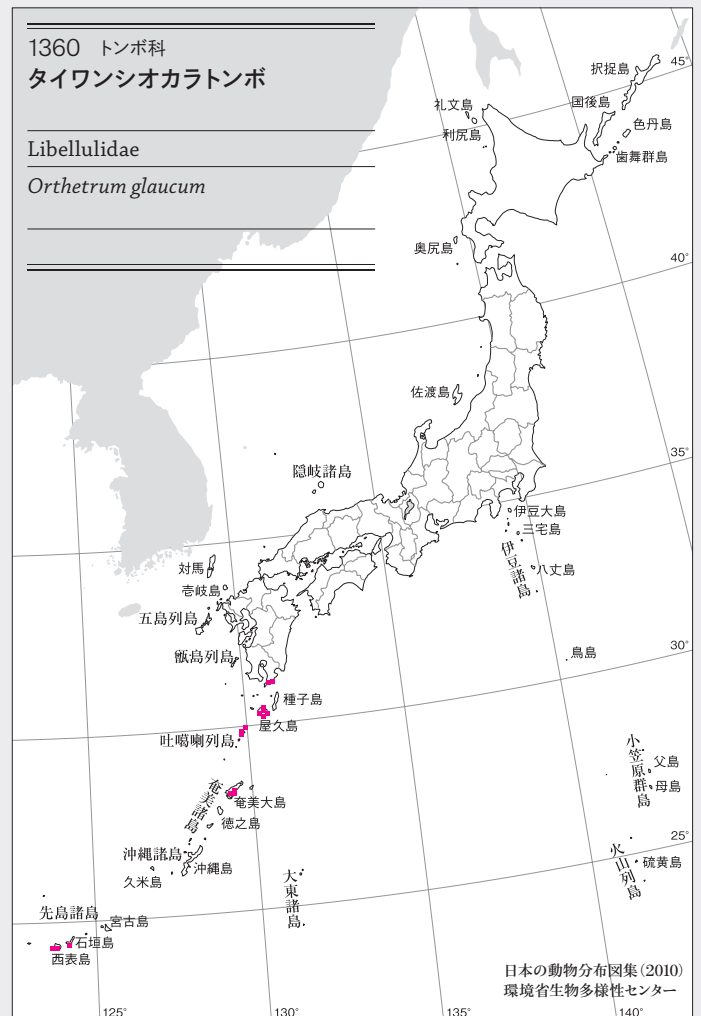 1360 トンボ科
タイワンシオカラトンボ
Libellulidae
Orthetrum glaucum
択捉島
45°
礼文島
国後島
利尻島
色丹島
歯舞群島
奥尻島
40°
佐渡島
35°
隠岐諸島
伊豆大島
三宅島
伊豆諸島
八丈島
対馬
壱岐島
五島列島
甑島列島
鳥島
30°
種子島
屋久島
吐噶喇列島
小笠原群島
父島
母島
奄美諸島
奄美大島
徳之島
25°
沖縄諸島
沖縄島
久米島
大東諸島
火山列島
硫黄島
先島諸島
宮古島
石垣島
西表島
日本の動物分布図集(2010)
環境省生物多様性センター
125°
130°
135°
140°